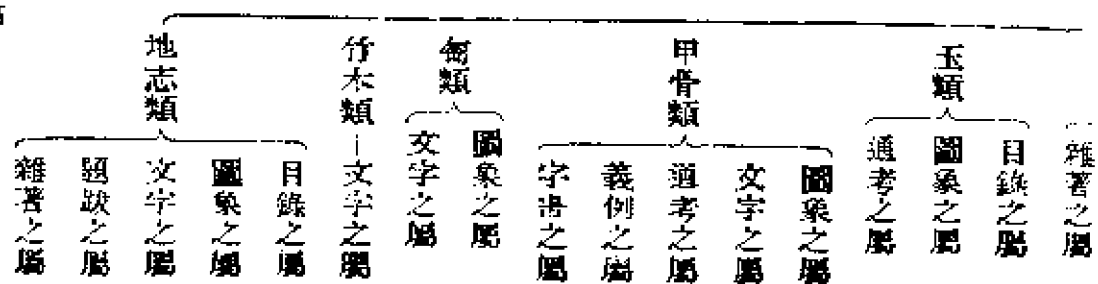 雜著之屬
玉類
目錄之屬
圖象之屬
通考之屬
甲骨類
圖象之屬
文字之屬
通考之屬
義例之屬
字書之屬
匋類
圖象之屬
文字之屬
竹木類
文字之屬
地志類
目錄之屬
圖象之屬
文字之屬
題跋之屬
雜著之屬